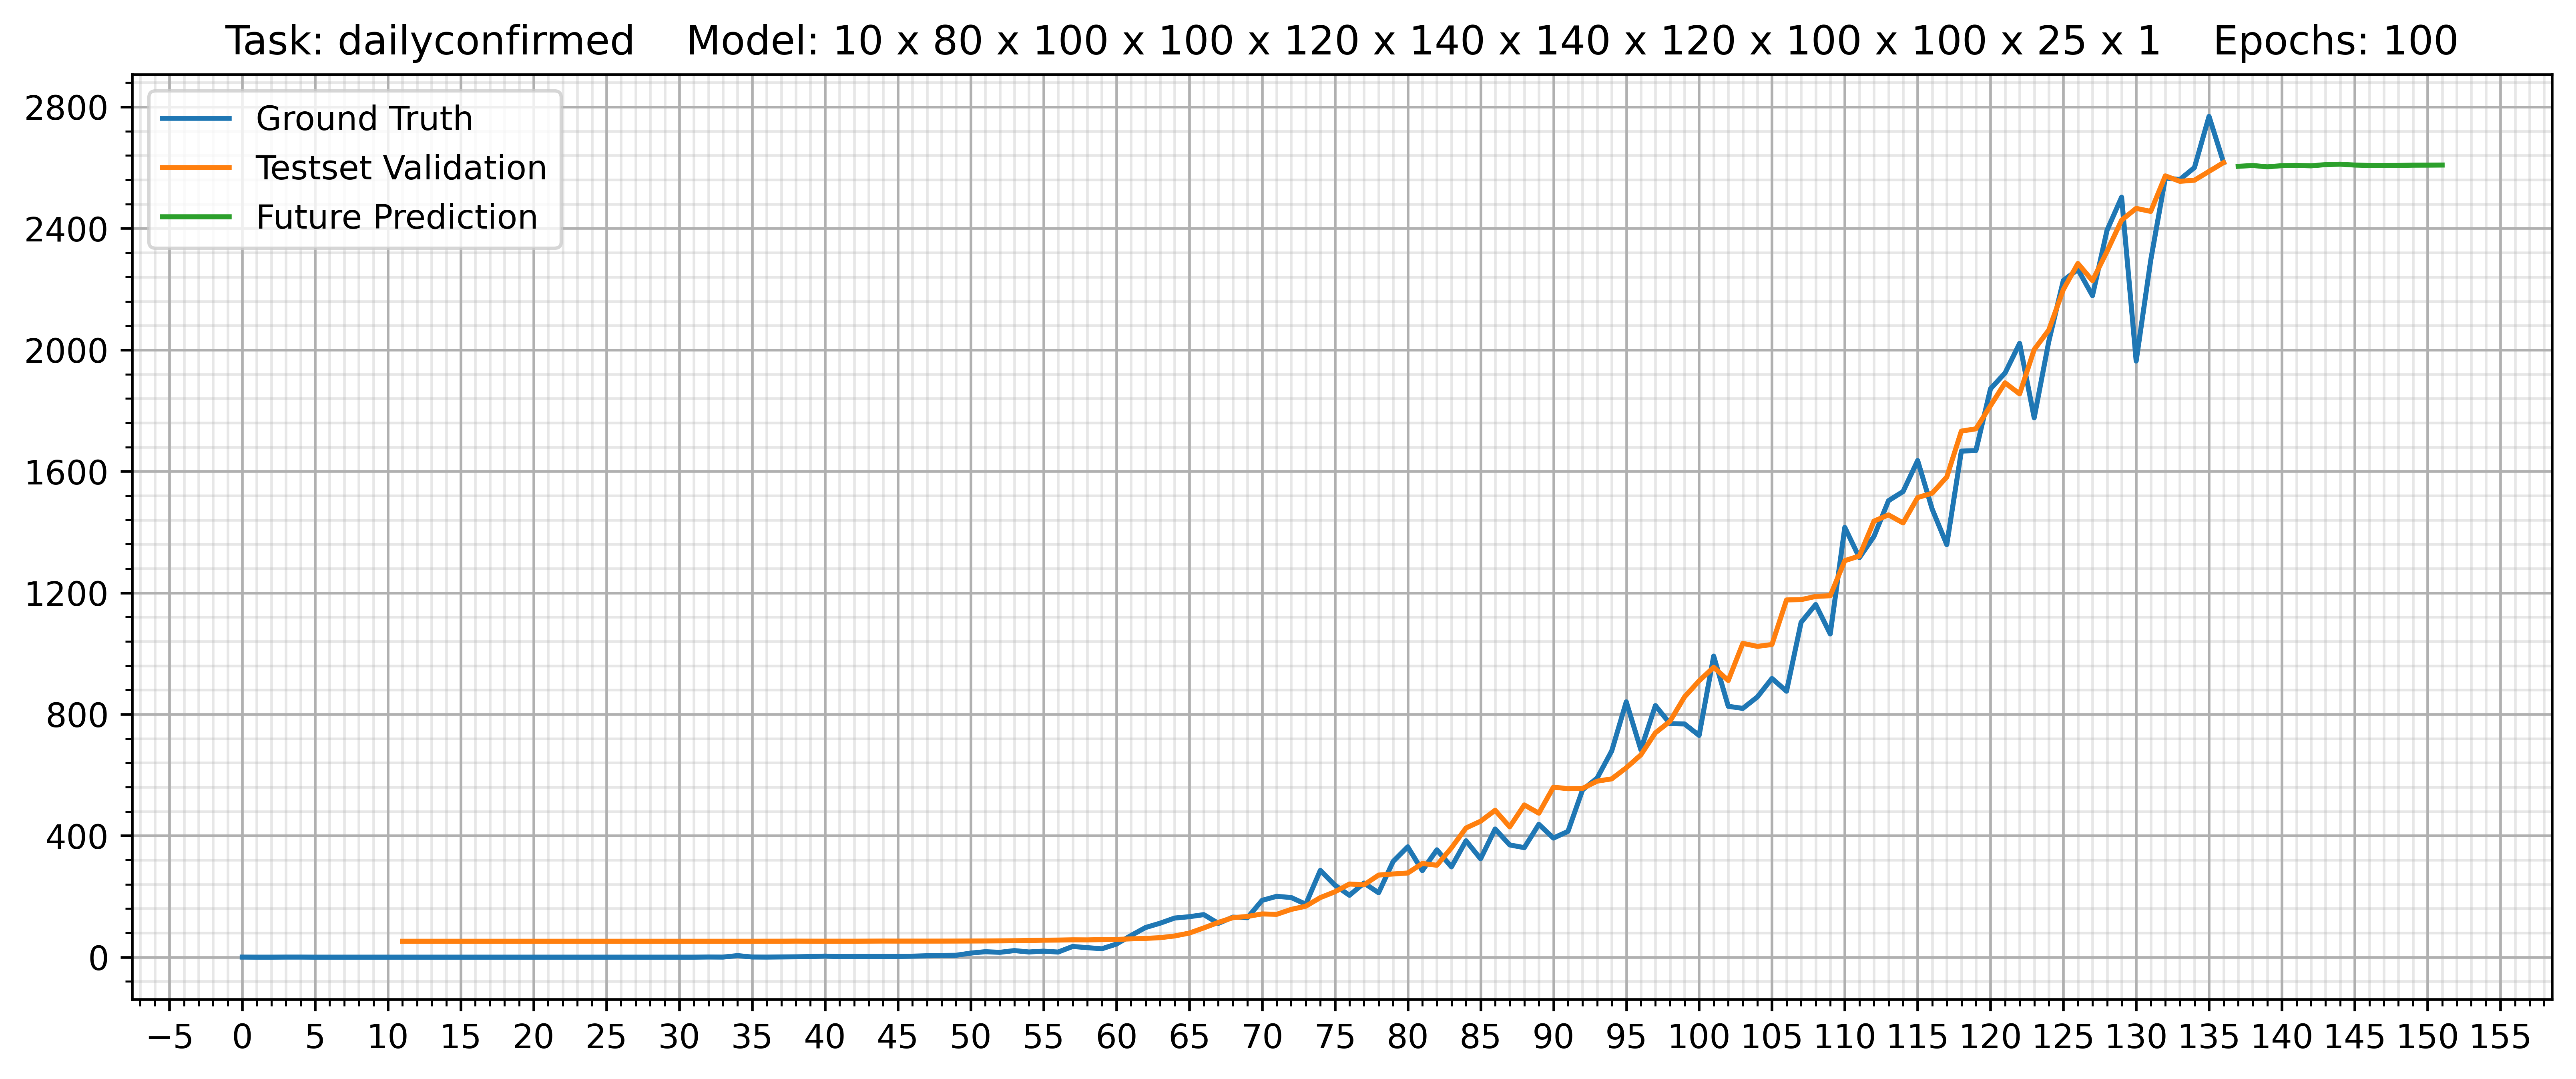 Task: dailyconfirmed    Model: 10 x 80 x 100 x 100 x 120 x 140 x 140 x 120 x 100 x 100 x 25 x 1    Epochs: 100
Ground Truth
Testset Validation
Future Prediction
2800
2400
2000
1600
1200
800
400
0
−5 0 5 10 15 20 25 30 35 40 45 50 55 60 65 70 75 80 85 90 95 100 105 110 115 120 125 130 135 140 145 150 155